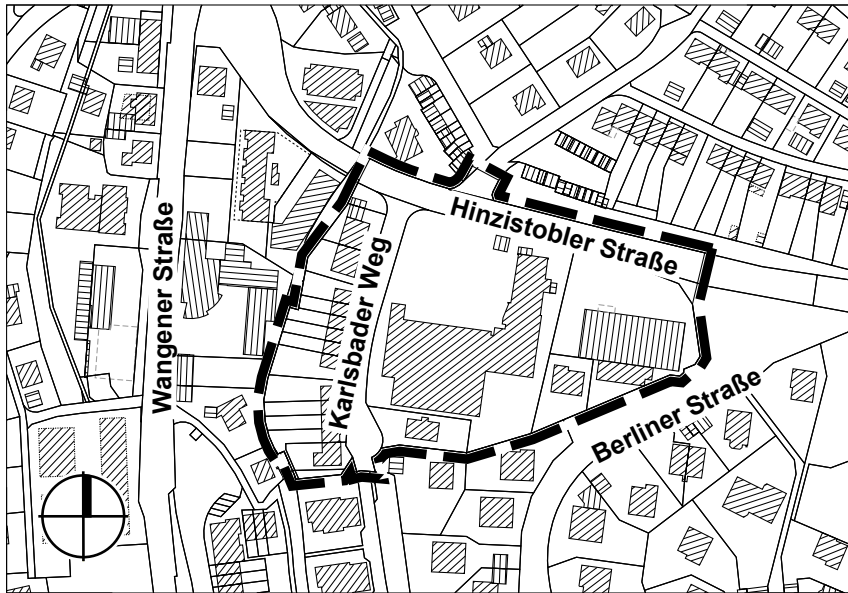 Hinzistobler Straße
Wangener Straße
Karlsbader Weg
Berliner Straße